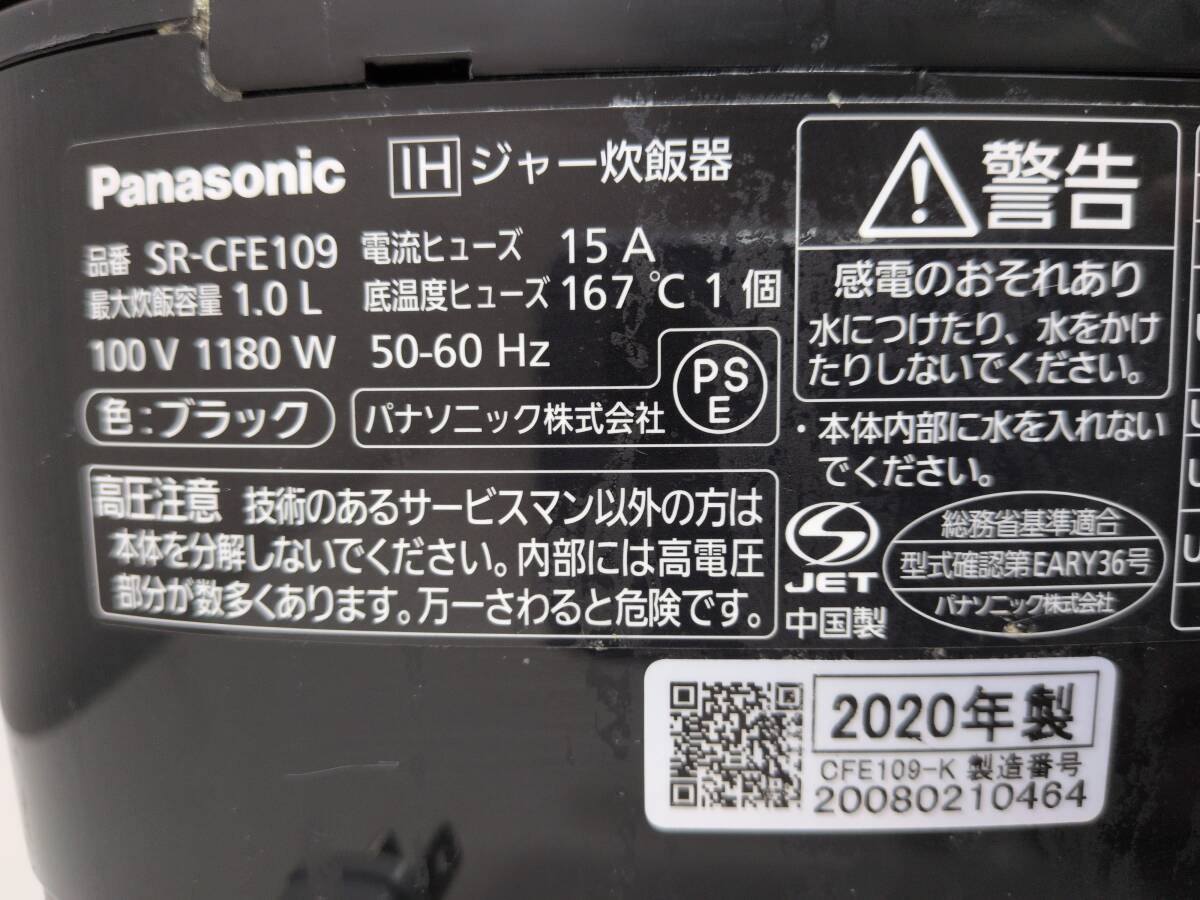 Panasonic IHジャー炊飯器
品番 SR-CFE109 電流ヒューズ 15 A
最大炊飯容量 1.0 L 底温度ヒューズ 167 ℃ 1 個
100 V 1180 W 50-60 Hz
色:ブラック パナソニック株式会社 PSE
高圧注意 技術のあるサービスマン以外の方は
本体を分解しないでください。内部には高電圧
部分が数多くあります。万一さわると危険です。
警告
感電のおそれあり
水につけたり、水をかけ
たりしないでください。
・本体内部に水を入れない
でください。
JET
中国製
総務省基準適合
型式確認第EARY36号
パナソニック株式会社
2020年製
CFE109-K 製造番号
20080210464